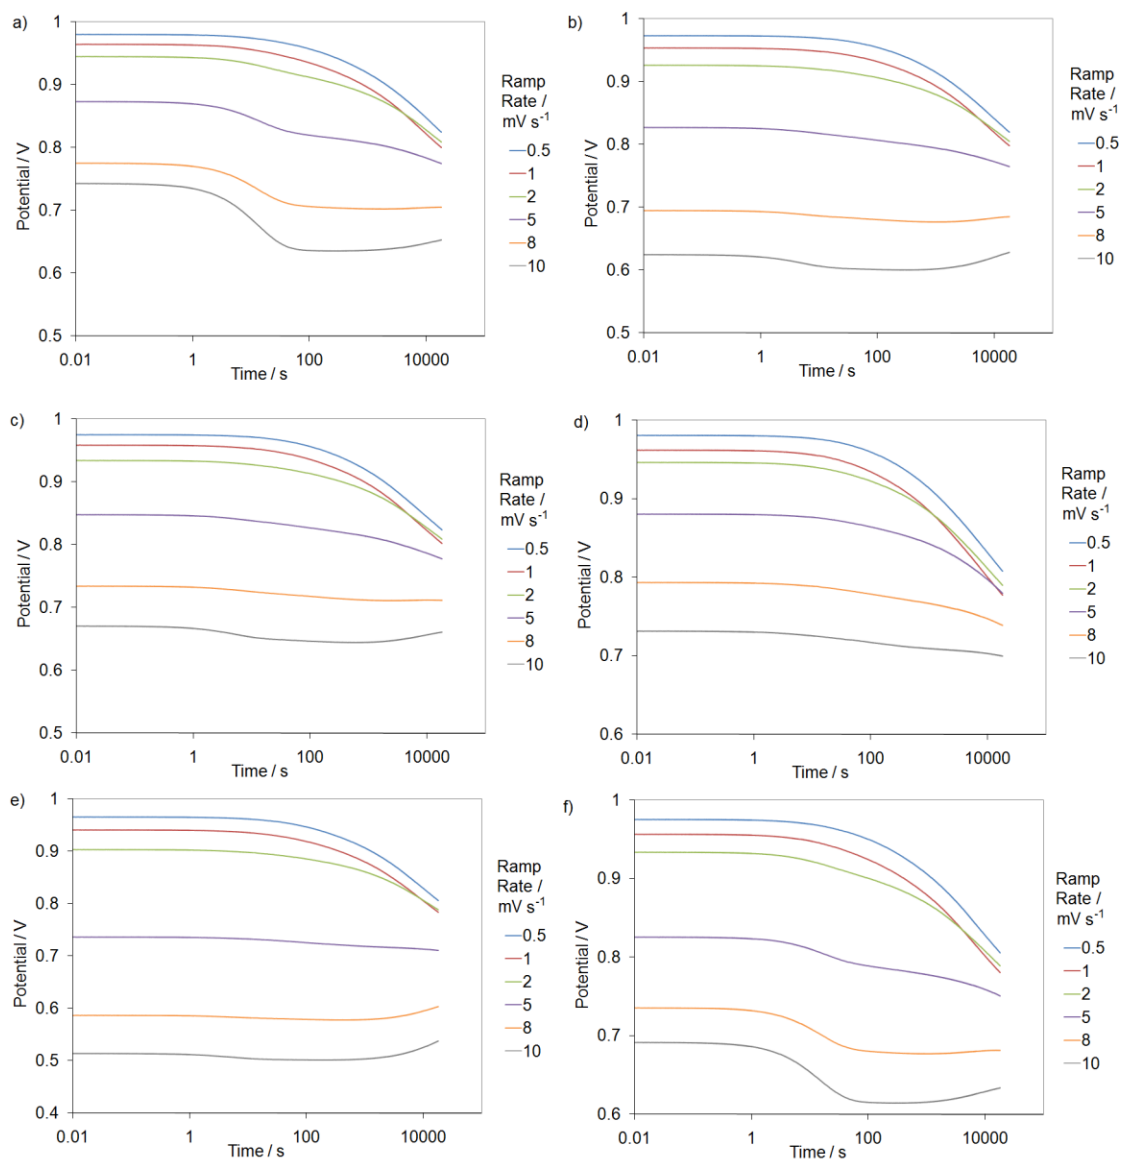 a)
1
0.9
0.8
0.7
0.6
0.5
Potential / V
0.01
1
100
10000
Time / s
Ramp
Rate /
mV s⁻¹
0.5
1
2
5
8
10
b)
1
0.9
0.8
0.7
0.6
0.5
Potential / V
0.01
1
100
10000
Time / s
Ramp
Rate /
mV s⁻¹
0.5
1
2
5
8
10
c)
1
0.9
0.8
0.7
0.6
0.5
Potential / V
0.01
1
100
10000
Time / s
Ramp
Rate /
mV s⁻¹
0.5
1
2
5
8
10
d)
1
0.9
0.8
0.7
0.6
Potential / V
0.01
1
100
10000
Time / s
Ramp
Rate /
mV s⁻¹
0.5
1
2
5
8
10
e)
1
0.9
0.8
0.7
0.6
0.5
0.4
Potential / V
0.01
1
100
10000
Time / s
Ramp
Rate /
mV s⁻¹
0.5
1
2
5
8
10
f)
1
0.9
0.8
0.7
0.6
Potential / V
0.01
1
100
10000
Time / s
Ramp
Rate /
mV s⁻¹
0.5
1
2
5
8
10